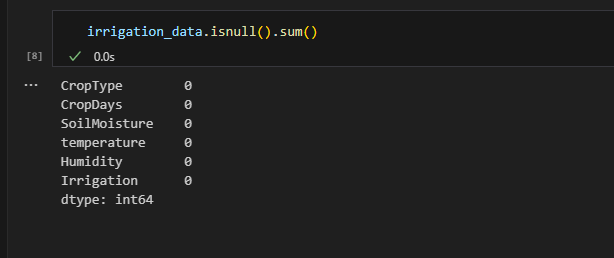 irrigation_data.isnull().sum()
[8]
0.0s
...
CropType 0
CropDays 0
SoilMoisture 0
temperature 0
Humidity 0
Irrigation 0
dtype: int64